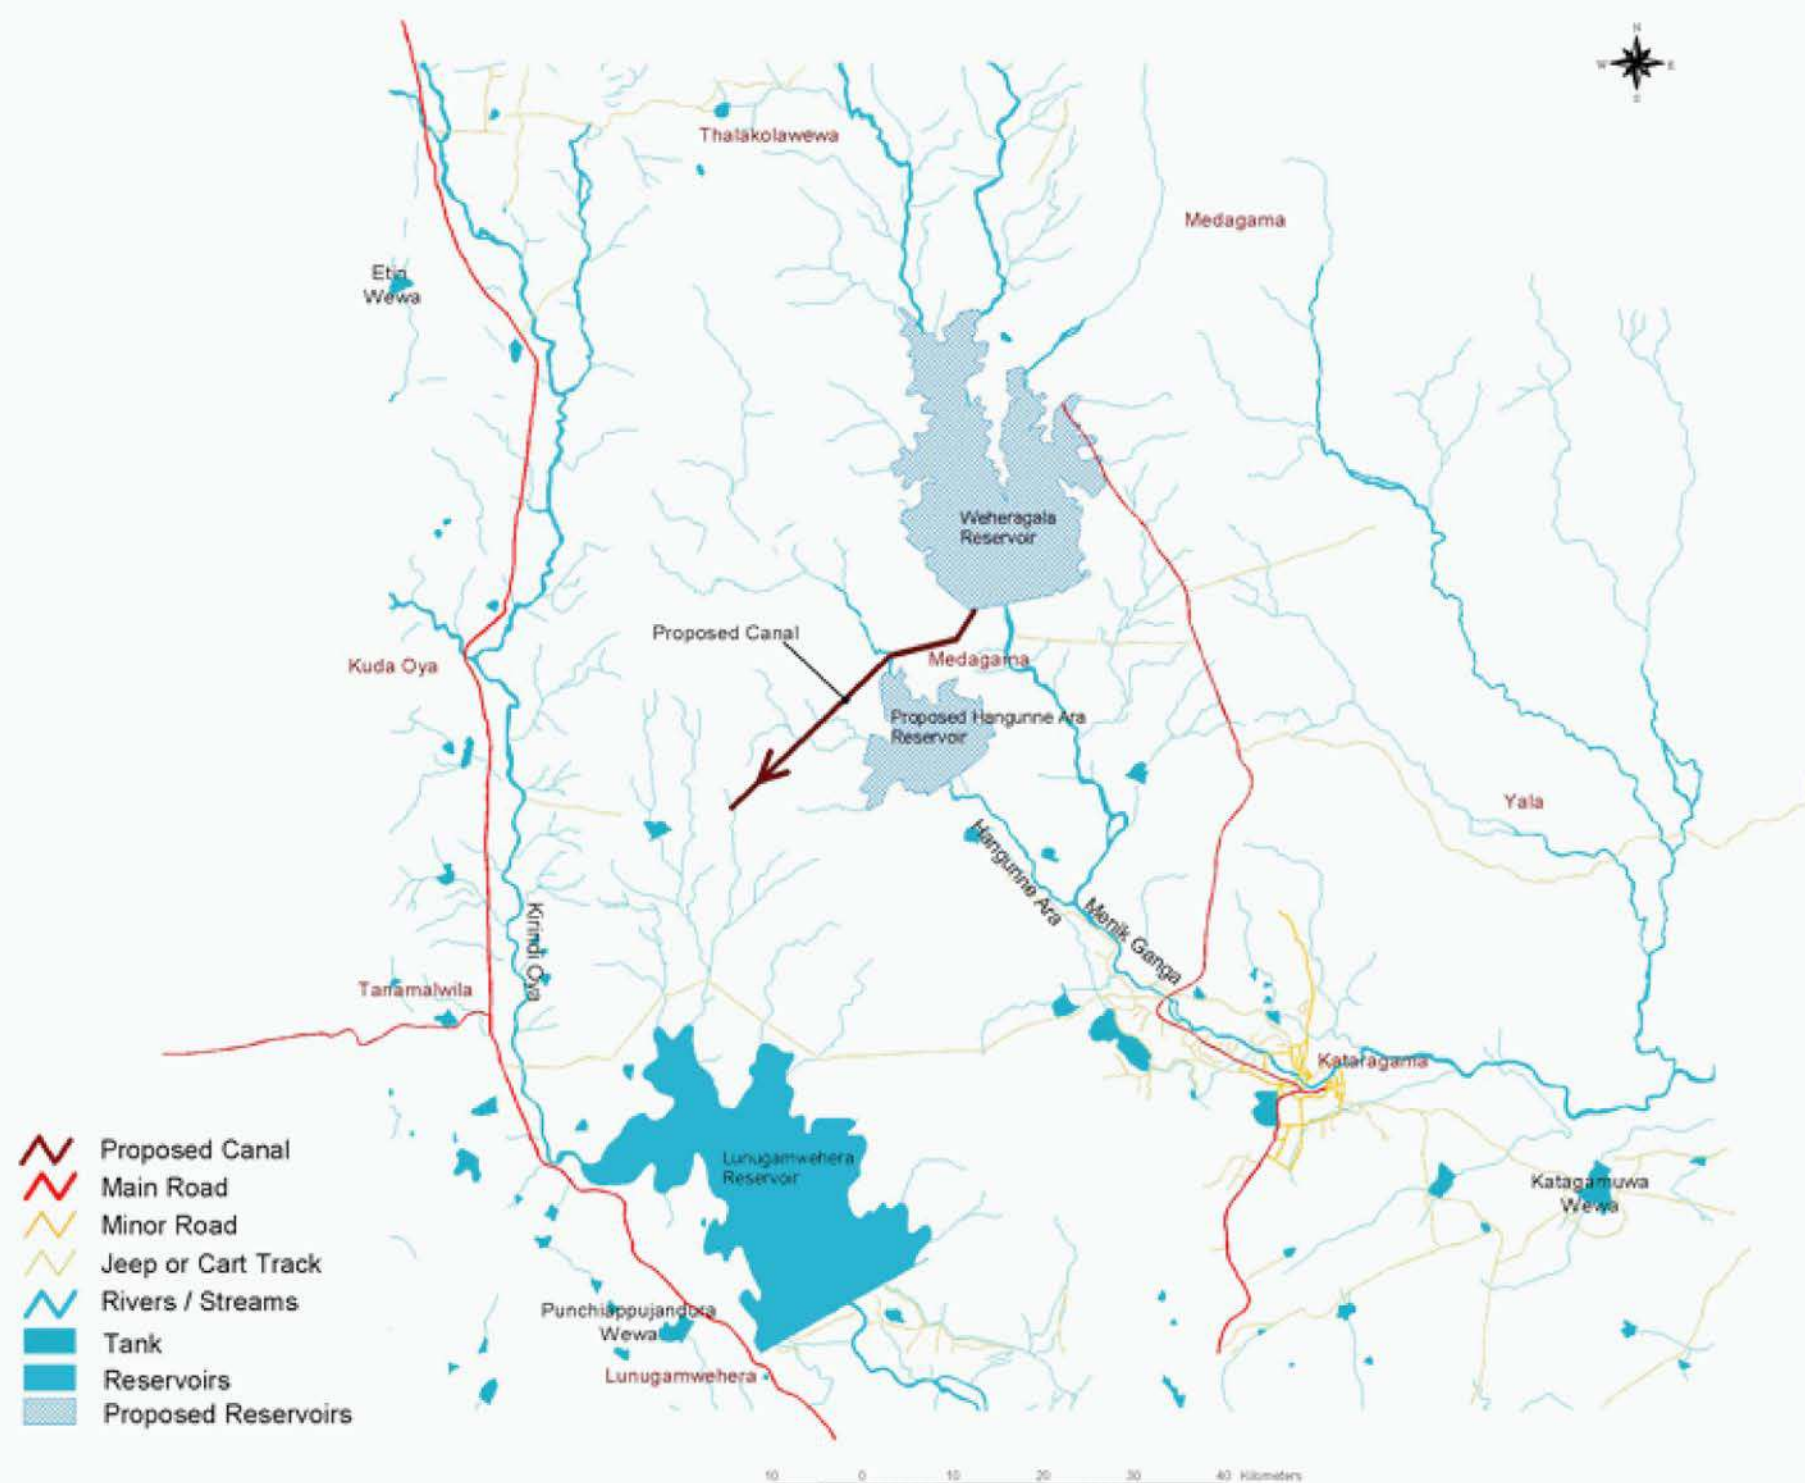 N
W
E
S
Thalakolawewa
Medagama
Etin
Wewa
Weheragala
Reservoir
Proposed Canal
Kuda Oya
Medagama
Proposed Hangunne Ara
Reservoir
Yala
Hangunne Ara
Menik Ganga
Kirindi Oya
Tanamalwila
Kataragama
Lunugamwehera
Reservoir
Katagamuwa
Wewa
Punchiappujandura
Wewa
Lunugamwehera
Proposed Canal
Main Road
Minor Road
Jeep or Cart Track
Rivers / Streams
Tank
Reservoirs
Proposed Reservoirs
10 0 10 20 30 40 Kilometers